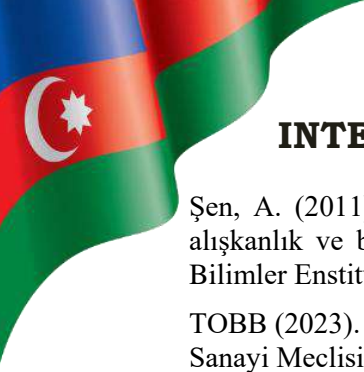 INTE
Şen, A. (2011
alışkanlık ve b
Bilimler Enstit
TOBB (2023).
Sanayi Meclisi